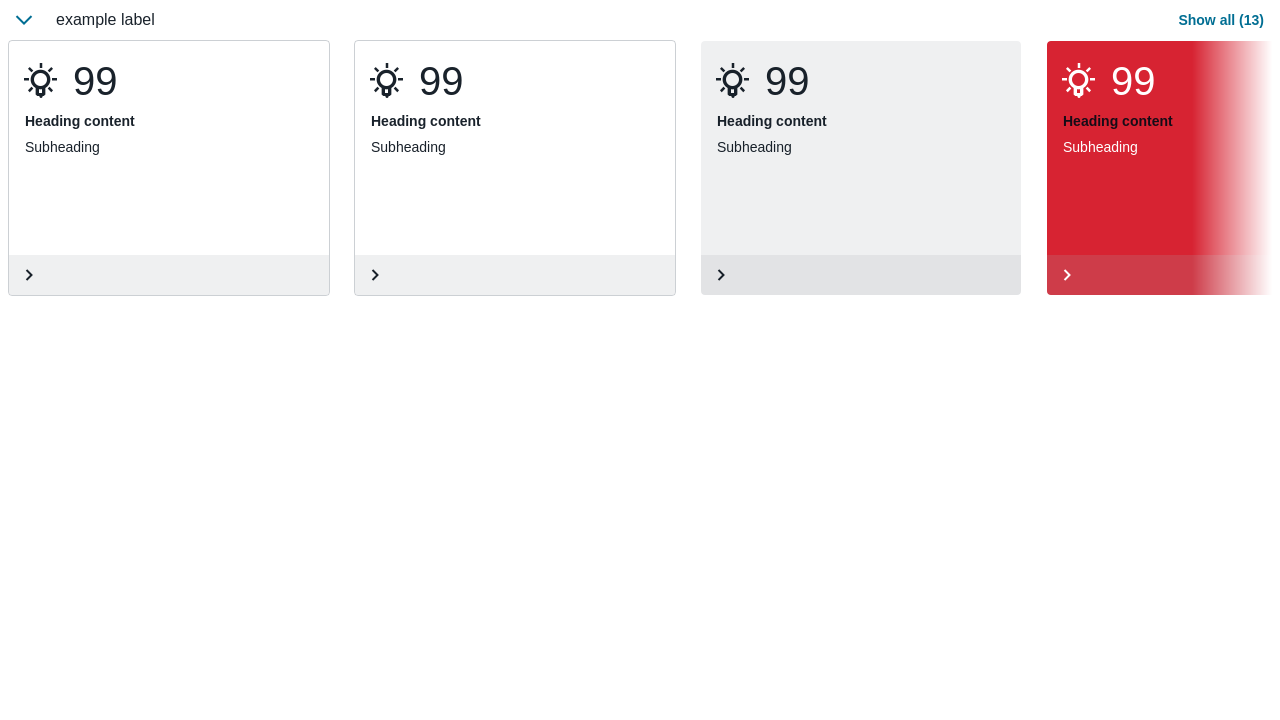 example label
Show all (13)
99
Heading content
Subheading
99
Heading content
Subheading
99
Heading content
Subheading
99
Heading content
Subheading